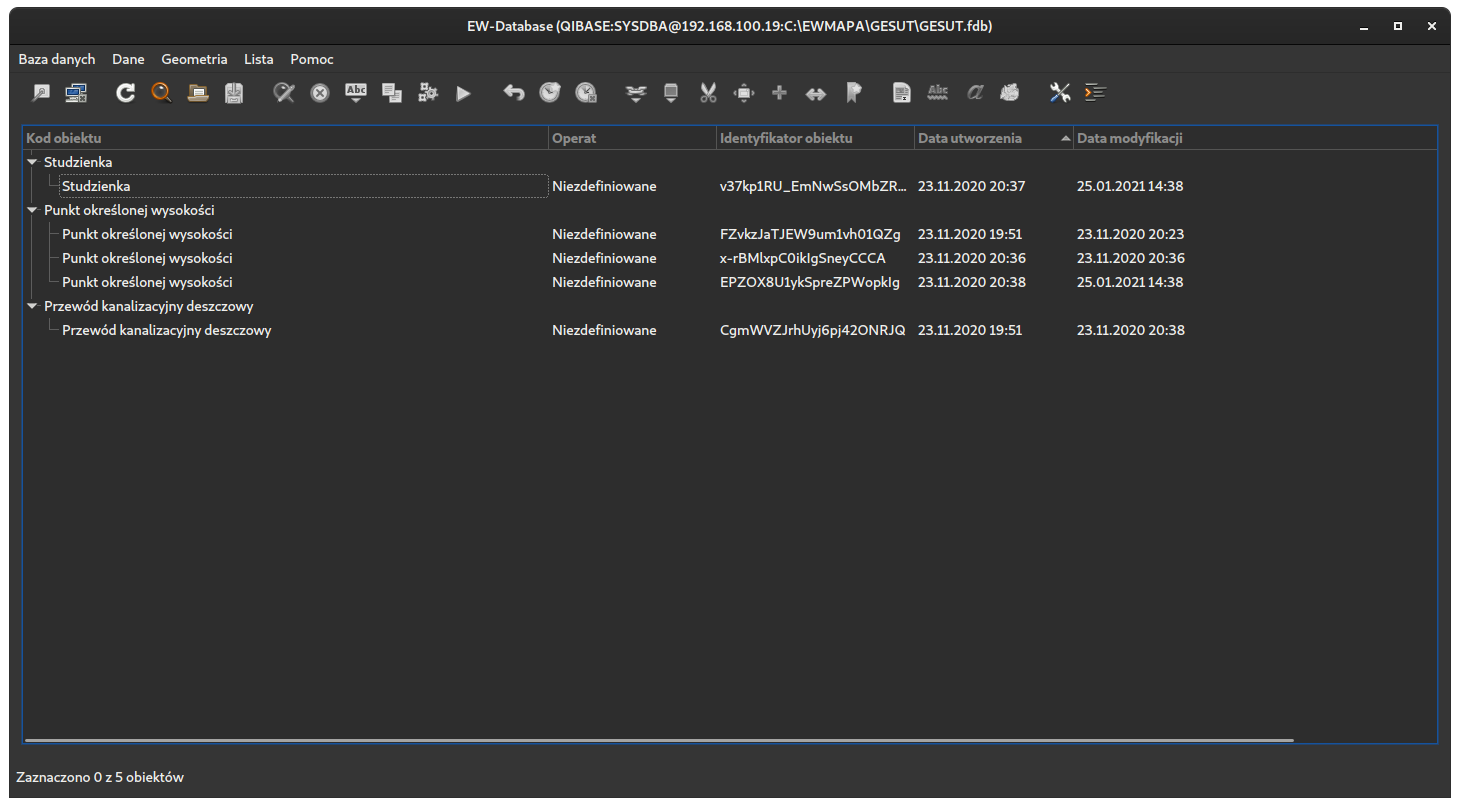 EW-Database (QIBASE:SYSDBA@192.168.100.19:C:\EWMAPA\GESUT\GESUT.fdb)
Baza danych Dane Geometria Lista Pomoc
Abc Abc a
Kod obiektu Operat Identyfikator obiektu Data utworzenia Data modyfikacji
Studzienka
Studzienka Niezdefiniowane v37kp1RU_EmNwSsOMbZR... 23.11.2020 20:37 25.01.2021 14:38
Punkt określonej wysokości
Punkt określonej wysokości Niezdefiniowane FZvkzJaTJEW9um1vh01QZg 23.11.2020 19:51 23.11.2020 20:23
Punkt określonej wysokości Niezdefiniowane x-rBMlxpC0ikIgSneyCCCA 23.11.2020 20:36 23.11.2020 20:36
Punkt określonej wysokości Niezdefiniowane EPZOX8U1ykSpreZPWopkIg 23.11.2020 20:38 25.01.2021 14:38
Przewód kanalizacyjny deszczowy
Przewód kanalizacyjny deszczowy Niezdefiniowane CgmWVZJrhUyj6pj42ONRJQ 23.11.2020 19:51 23.11.2020 20:38
Zaznaczono 0 z 5 obiektów